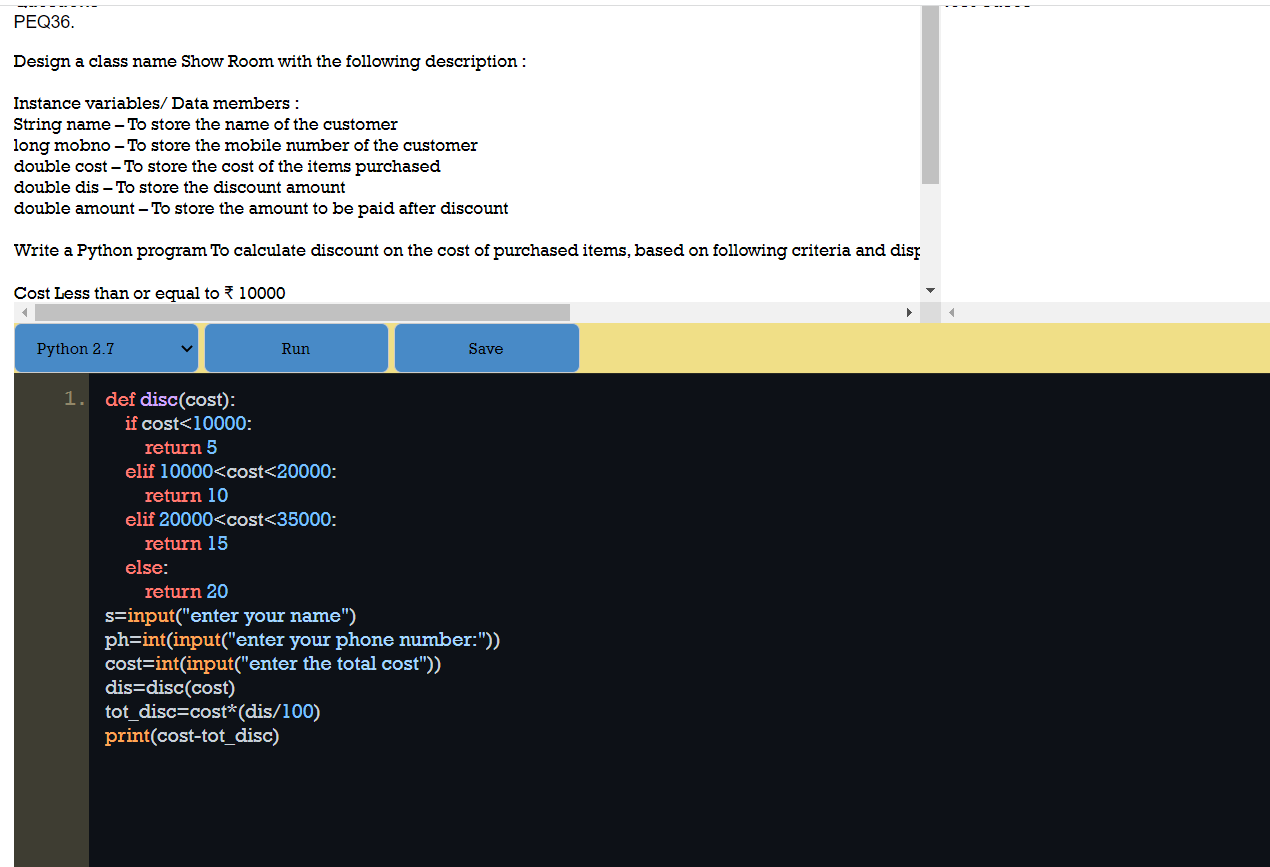 PEQ36.
Design a class name Show Room with the following description :
Instance variables/ Data members :
String name – To store the name of the customer
long mobno – To store the mobile number of the customer
double cost – To store the cost of the items purchased
double dis – To store the discount amount
double amount – To store the amount to be paid after discount
Write a Python program To calculate discount on the cost of purchased items, based on following criteria and
Cost Less than or equal to ₹ 10000
Python 2.7 Run Save
1. def disc(cost):
if cost<10000:
return 5
elif 10000<cost<20000:
return 10
elif 20000<cost<35000:
return 15
else:
return 20
s=input("enter your name")
ph=int(input("enter your phone number:"))
cost=int(input("enter the total cost"))
dis=disc(cost)
tot_disc=cost*(dis/100)
print(cost-tot_disc)